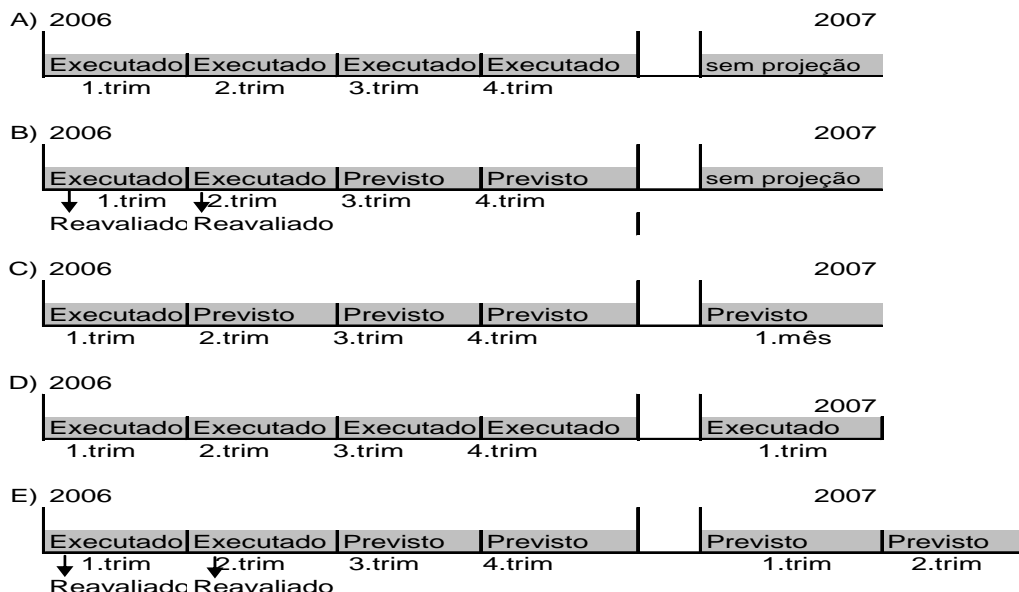 A) 2006 2007
Executado Executado Executado Executado sem projeção
1.trim 2.trim 3.trim 4.trim
B) 2006 2007
Executado Executado Previsto Previsto sem projeção
1.trim 2.trim 3.trim 4.trim
Reavaliado Reavaliado
C) 2006 2007
Executado Previsto Previsto Previsto Previsto
1.trim 2.trim 3.trim 4.trim 1.mês
D) 2006
2007
Executado Executado Executado Executado Executado
1.trim 2.trim 3.trim 4.trim 1.trim
E) 2006 2007
Executado Executado Previsto Previsto Previsto Previsto
1.trim 2.trim 3.trim 4.trim 1.trim 2.trim
Reavaliado Reavaliado